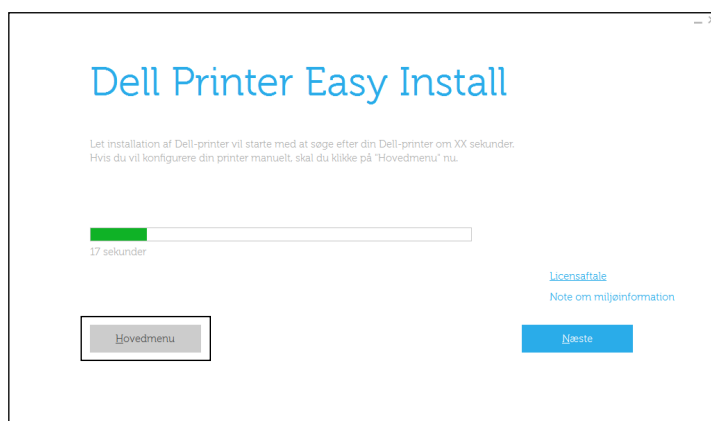 Dell Printer Easy Install
Let installation af Dell-printer vil starte med at søge efter din Dell-printer om XX sekunder.
Hvis du vil konfigurere din printer manuelt, skal du klikke på "Hovedmenu" nu.
17 sekunder
Licensaftale
Note om miljøinformation
Hovedmenu
Næste